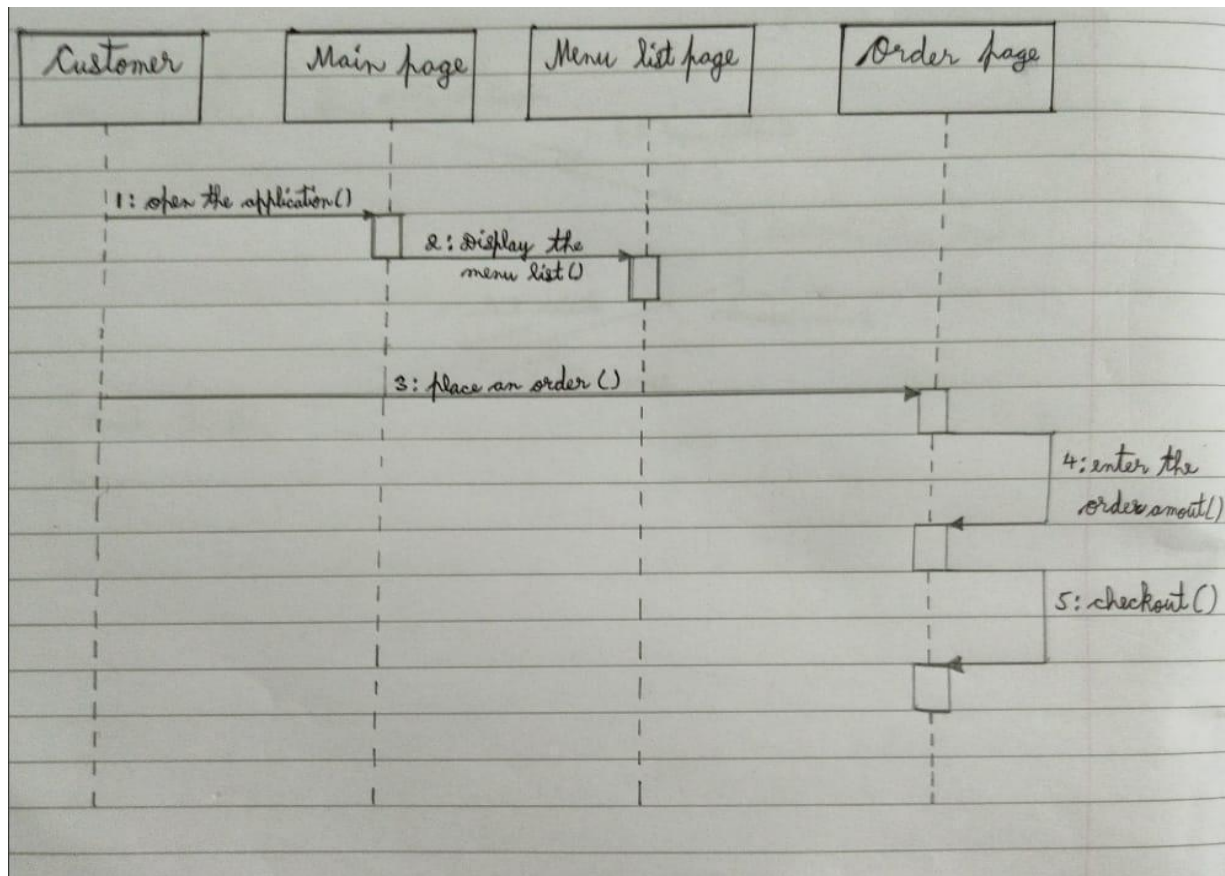 Customer
Main page
Menu list page
Order page
1: open the application()
2: Display the
menu list()
3: place an order ()
4: enter the
order amout()
5: checkout ()